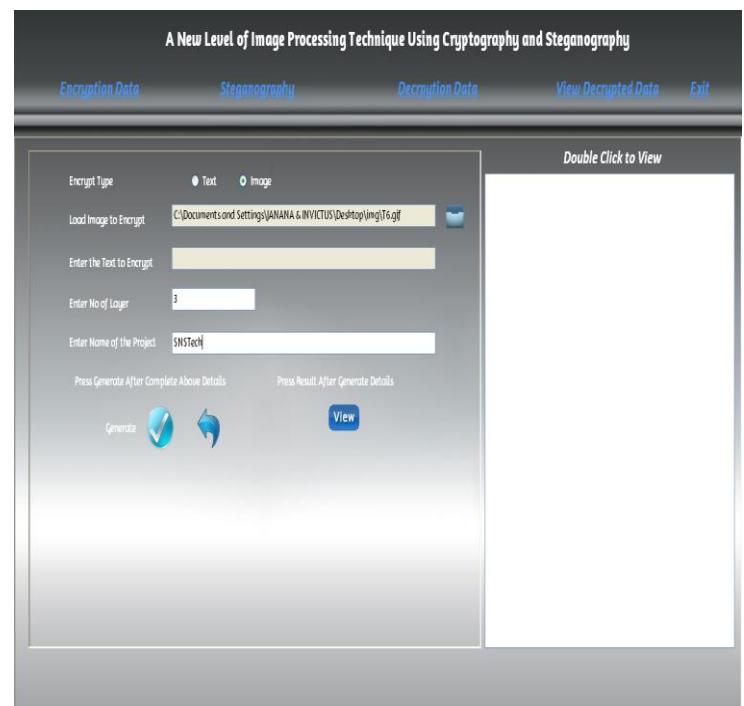 A New Level of Image Processing Technique Using Cryptography and Steganography
Encryption Data Steganography Decrpytion Data View Decrypted Data Exit
Double Click to View
Encrypt Type Text Image
Load Image to Encrypt C:\Documents and Settings\JANANA & INVICTUS\Desktop\img\T6.gif
Enter the Text to Encrypt
Enter No of Layer 3
Enter Name of the Project SNSTech
Press Generate After Complete Above Details Press Result After Generate Details
Generate View